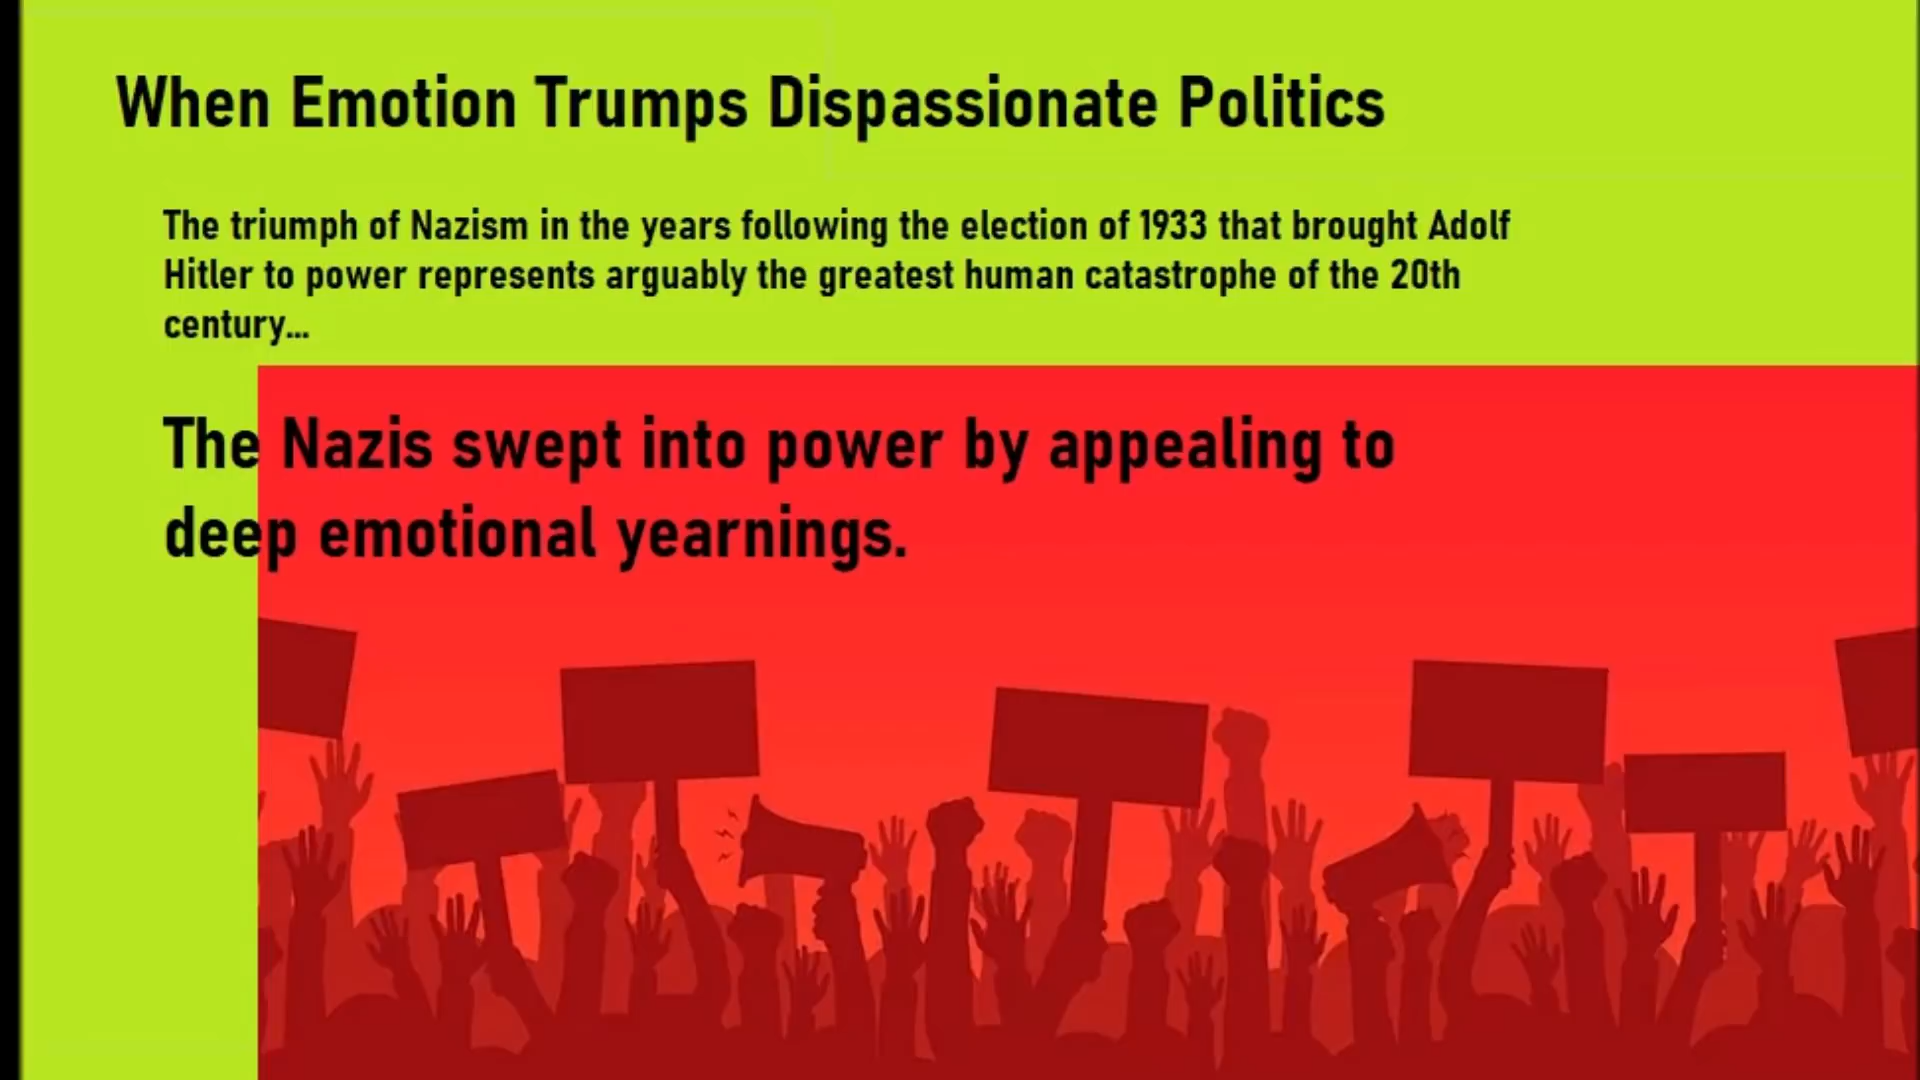 When Emotion Trumps Dispassionate Politics
The triumph of Nazism in the years following the election of 1933 that brought Adolf
Hitler to power represents arguably the greatest human catastrophe of the 20th
century...
The Nazis swept into power by appealing to
deep emotional yearnings.